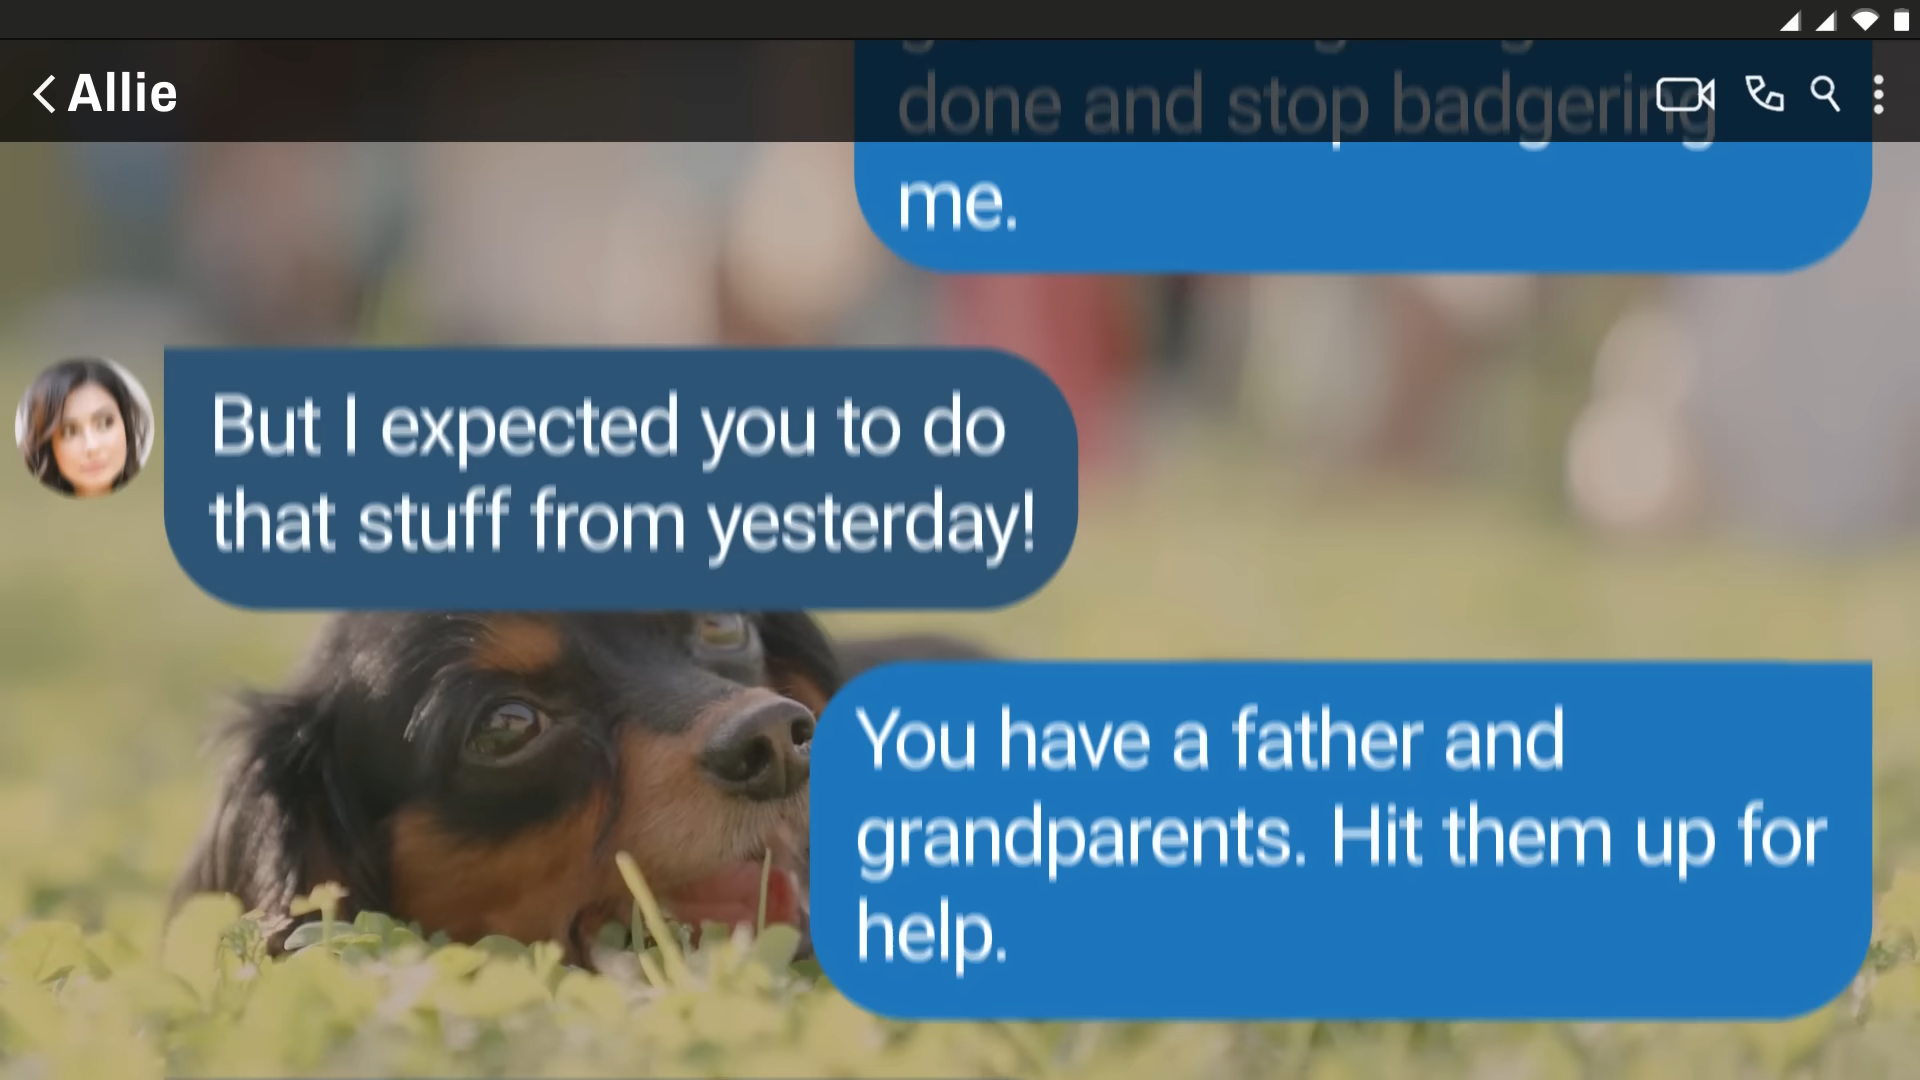 Allie
done and stop badgering
me.
But I expected you to do
that stuff from yesterday!
You have a father and
grandparents. Hit them up for
help.